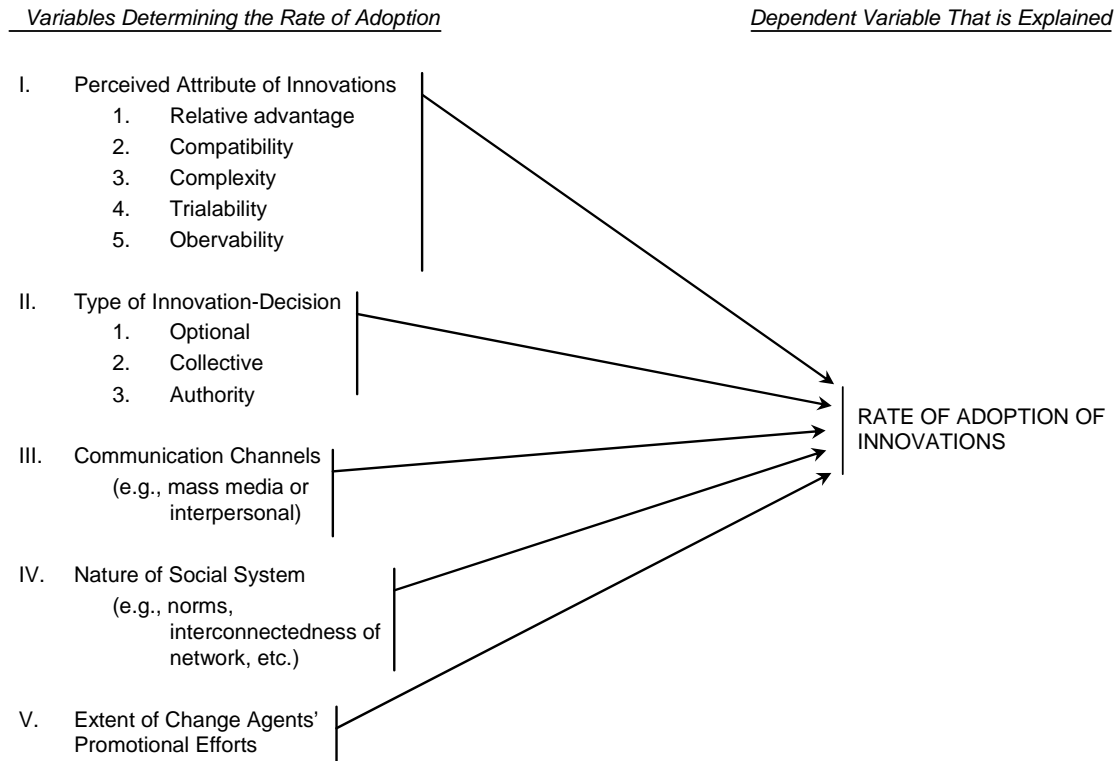 Variables Determining the Rate of Adoption
Dependent Variable That is Explained
I. Perceived Attribute of Innovations
1. Relative advantage
2. Compatibility
3. Complexity
4. Trialability
5. Obervability
II. Type of Innovation-Decision
1. Optional
2. Collective
3. Authority
III. Communication Channels
(e.g., mass media or
interpersonal)
IV. Nature of Social System
(e.g., norms,
interconnectedness of
network, etc.)
V. Extent of Change Agents’
Promotional Efforts
RATE OF ADOPTION OF
INNOVATIONS